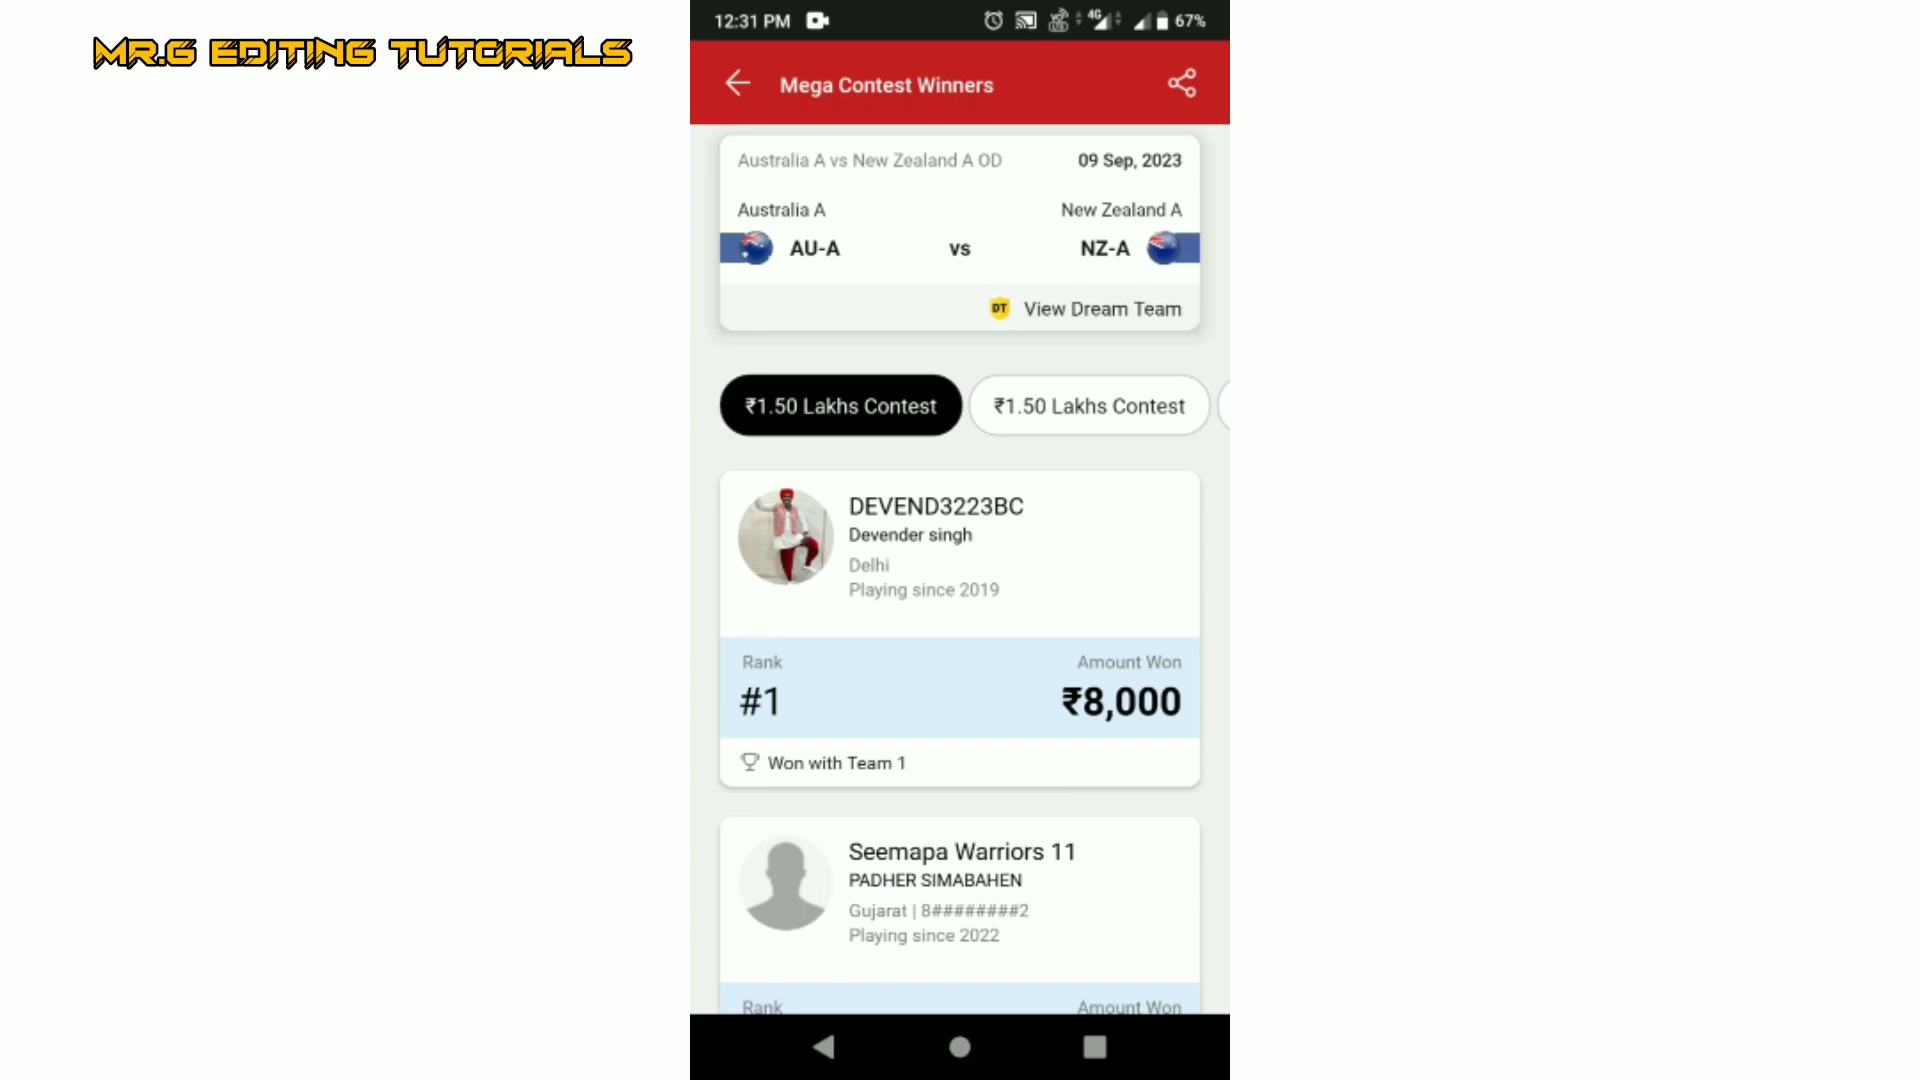 MR.G EDITING TUTORIALS
12:31 PM 4G 67%
Mega Contest Winners
Australia A vs New Zealand A OD 09 Sep, 2023
Australia A New Zealand A
AU-A vs NZ-A
DT View Dream Team
₹1.50 Lakhs Contest ₹1.50 Lakhs Contest
DEVEND3223BC
Devender singh
Delhi
Playing since 2019
Rank Amount Won
#1 ₹8,000
Won with Team 1
Seemapa Warriors 11
PADHER SIMABAHEN
Gujarat | 8########2
Playing since 2022
Rank Amount Won